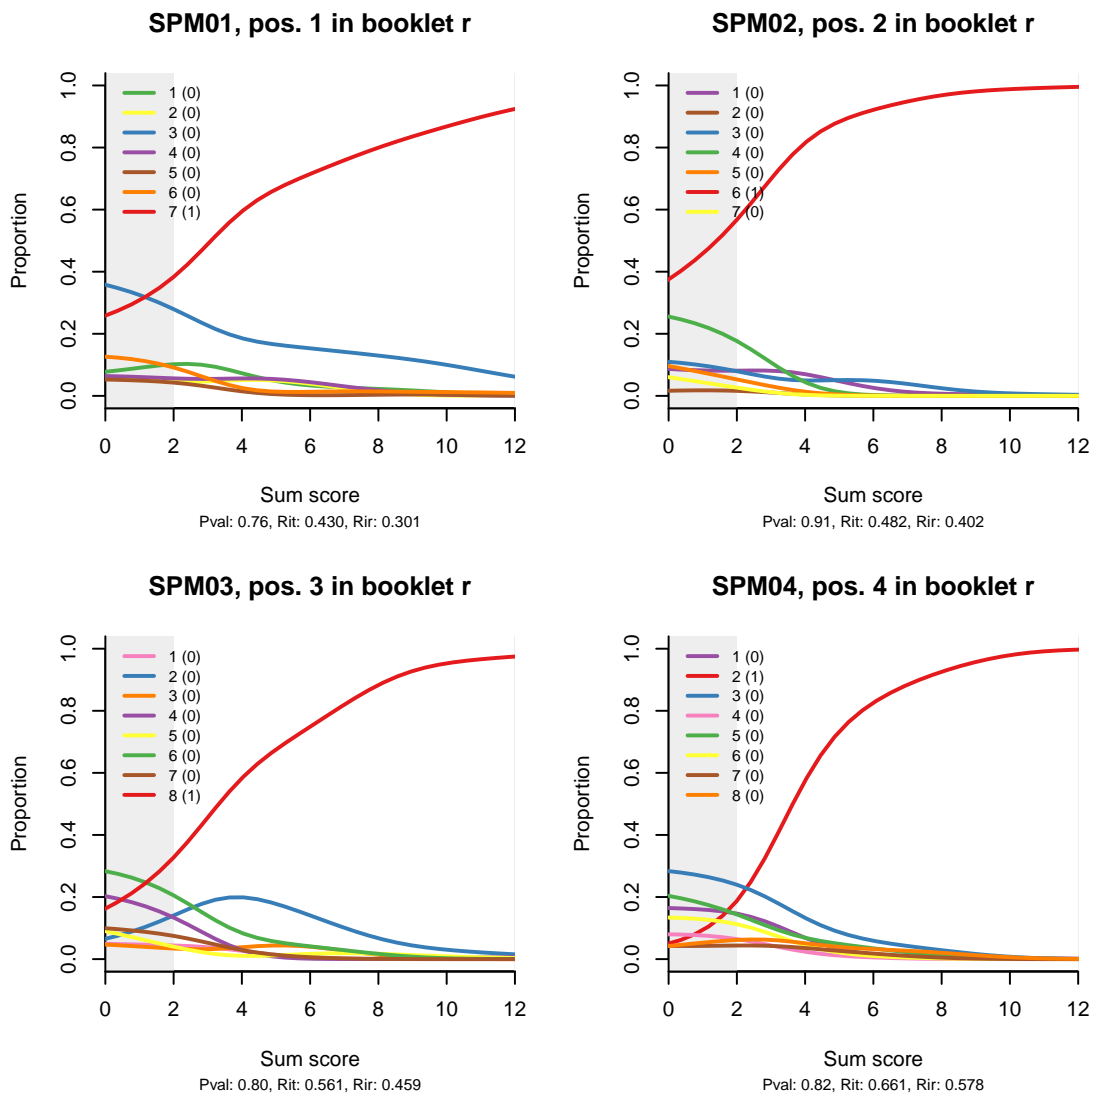 SPM01, pos. 1 in booklet r
Proportion
1.0
0.8
0.6
0.4
0.2
0.0
1 (0)
2 (0)
3 (0)
4 (0)
5 (0)
6 (0)
7 (1)
0 2 4 6 8 10 12
Sum score
Pval: 0.76, Rit: 0.430, Rir: 0.301
SPM02, pos. 2 in booklet r
Proportion
1.0
0.8
0.6
0.4
0.2
0.0
1 (0)
2 (0)
3 (0)
4 (0)
5 (0)
6 (1)
7 (0)
0 2 4 6 8 10 12
Sum score
Pval: 0.91, Rit: 0.482, Rir: 0.402
SPM03, pos. 3 in booklet r
Proportion
1.0
0.8
0.6
0.4
0.2
0.0
1 (0)
2 (0)
3 (0)
4 (0)
5 (0)
6 (0)
7 (0)
8 (1)
0 2 4 6 8 10 12
Sum score
Pval: 0.80, Rit: 0.561, Rir: 0.459
SPM04, pos. 4 in booklet r
Proportion
1.0
0.8
0.6
0.4
0.2
0.0
1 (0)
2 (1)
3 (0)
4 (0)
5 (0)
6 (0)
7 (0)
8 (0)
0 2 4 6 8 10 12
Sum score
Pval: 0.82, Rit: 0.661, Rir: 0.578